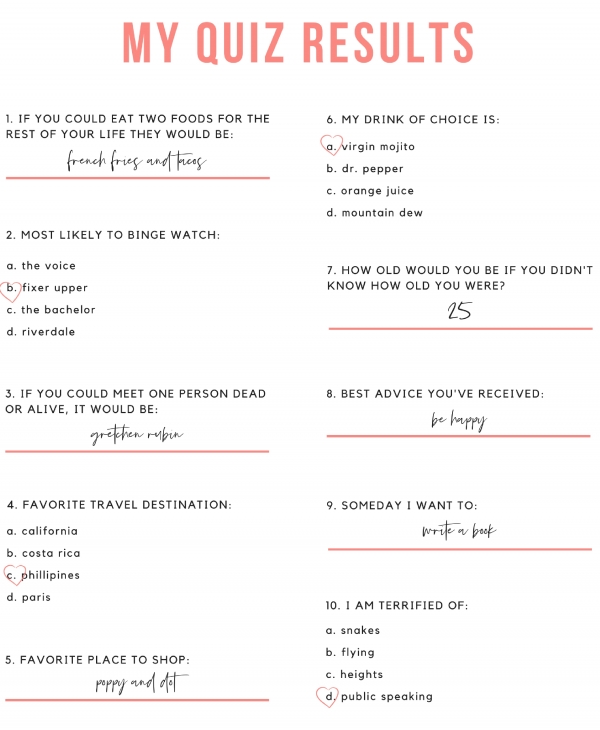 MY QUIZ RESULTS
1. IF YOU COULD EAT TWO FOODS FOR THE
REST OF YOUR LIFE THEY WOULD BE:
french fries and tacos
2. MOST LIKELY TO BINGE WATCH:
a. the voice
b. fixer upper
c. the bachelor
d. riverdale
3. IF YOU COULD MEET ONE PERSON DEAD
OR ALIVE, IT WOULD BE:
gretchen rubin
4. FAVORITE TRAVEL DESTINATION:
a. california
b. costa rica
c. phillipines
d. paris
5. FAVORITE PLACE TO SHOP:
poppy and dot
6. MY DRINK OF CHOICE IS:
a. virgin mojito
b. dr. pepper
c. orange juice
d. mountain dew
7. HOW OLD WOULD YOU BE IF YOU DIDN'T
KNOW HOW OLD YOU WERE?
25
8. BEST ADVICE YOU'VE RECEIVED:
be happy
9. SOMEDAY I WANT TO:
write a book
10. I AM TERRIFIED OF:
a. snakes
b. flying
c. heights
d. public speaking